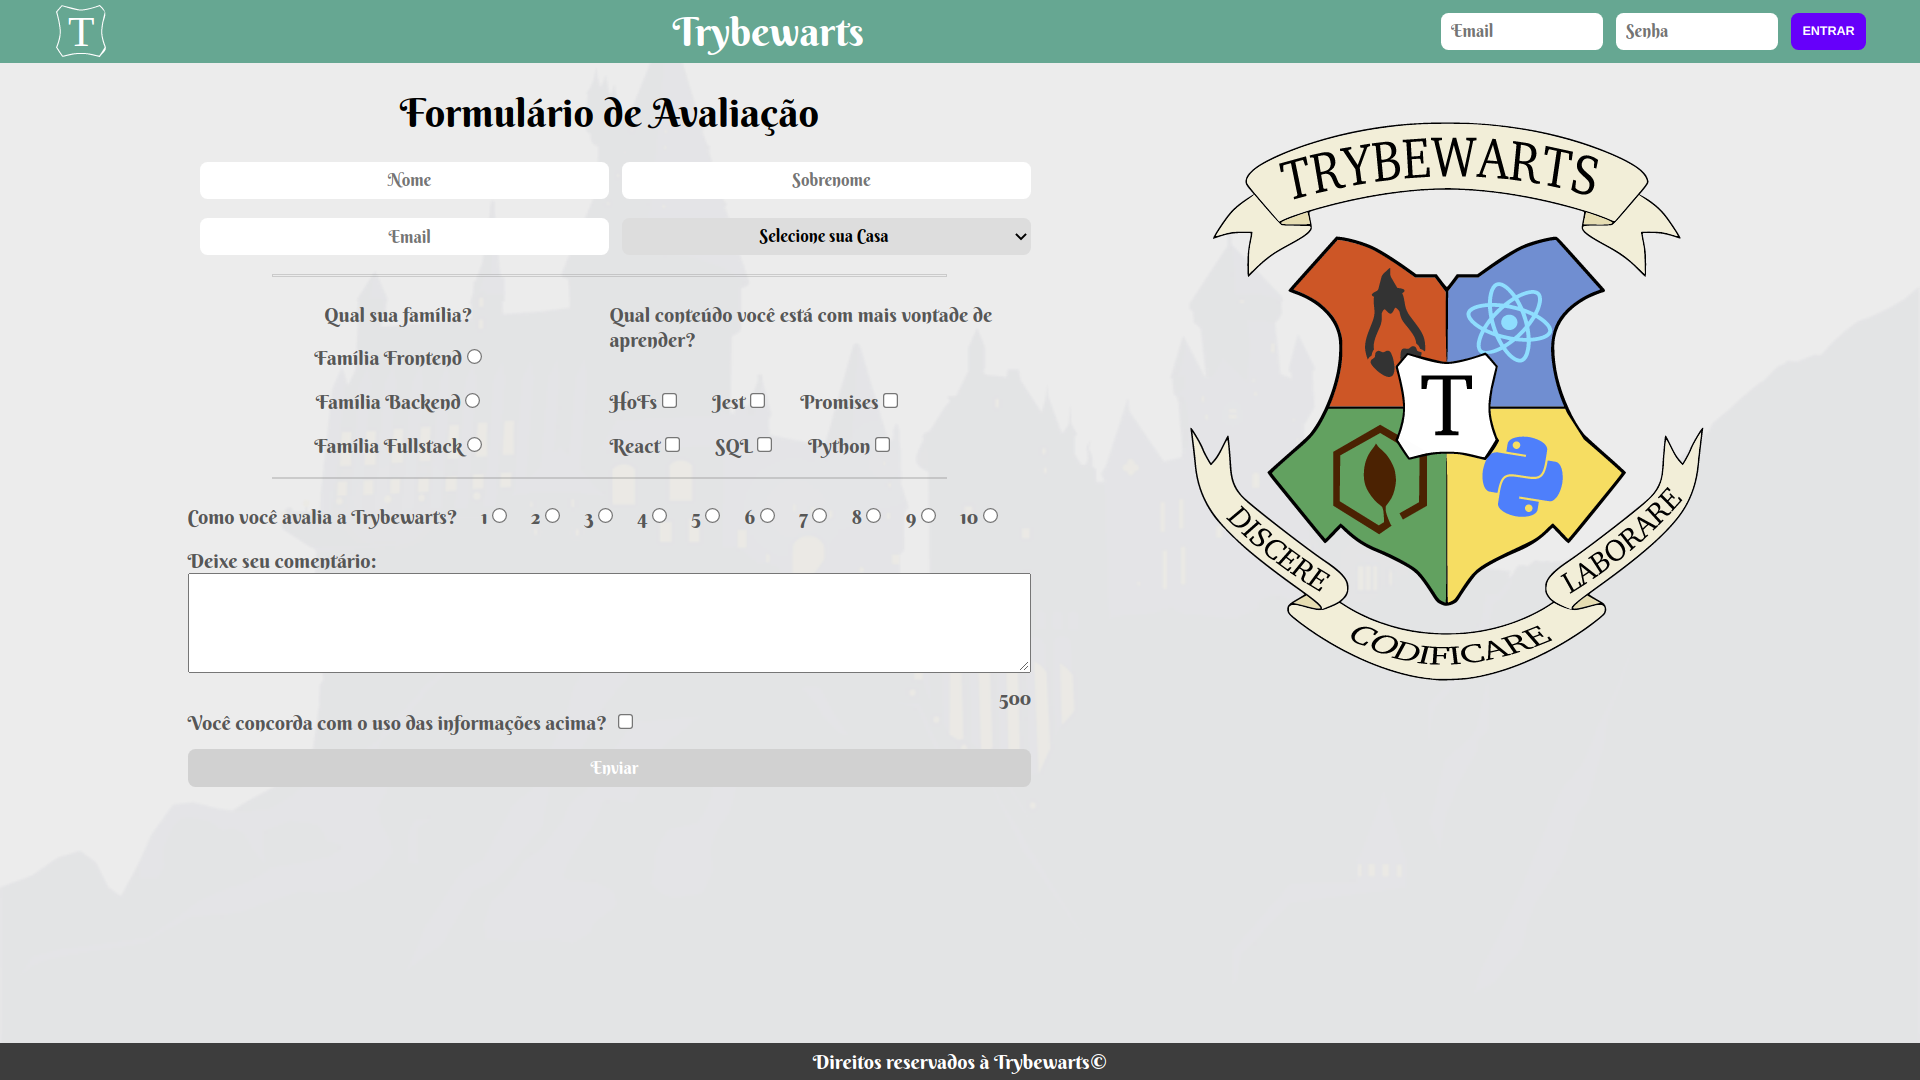 T
Trybewarts
Email
Senha
ENTRAR
Formulário de Avaliação
Nome
Sobrenome
Email
Selecione sua Casa
Qual sua família?
Família Frontend
Família Backend
Família Fullstack
Qual conteúdo você está com mais vontade de
aprender?
HoFs Jest Promises
React SQL Python
Como você avalia a Trybewarts? 1 2 3 4 5 6 7 8 9 10
Deixe seu comentário:
500
Você concorda com o uso das informações acima?
Enviar
TRYBEWARTS
T
DISCERE
CODIFICARE
LABORARE
Direitos reservados à Trybewarts©